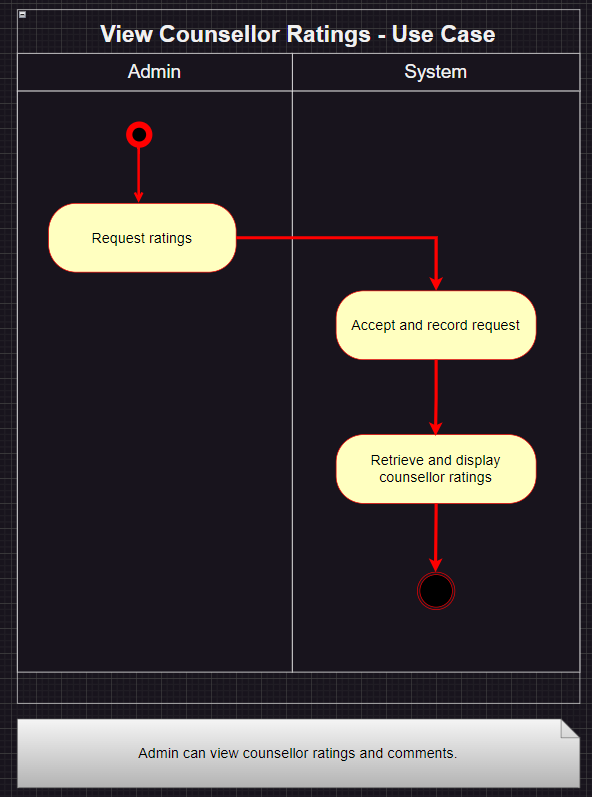 View Counsellor Ratings - Use Case
Admin
System
Request ratings
Accept and record request
Retrieve and display
counsellor ratings
Admin can view counsellor ratings and comments.